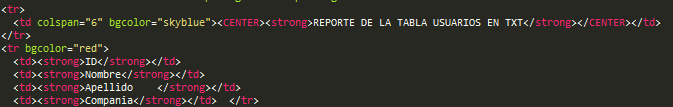 <tr>
<td colspan="6" bgcolor="skyblue"><CENTER><strong>REPORTE DE LA TABLA USUARIOS EN TXT</strong></CENTER></td>
</tr>
<tr bgcolor="red">
<td><strong>ID</strong></td>
<td><strong>Nombre</strong></td>
<td><strong>Apellido    </strong></td>
<td><strong>Compania</strong></td>  </tr>